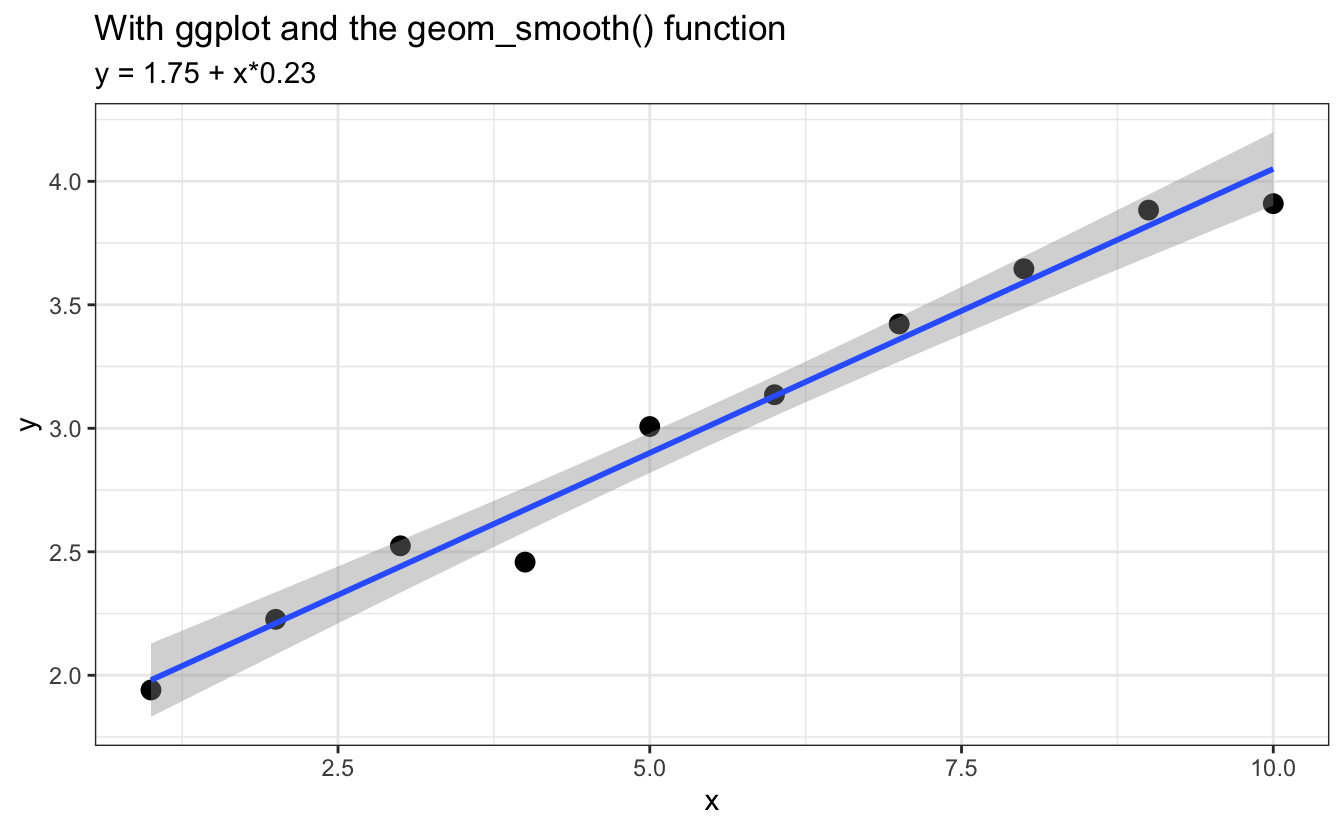 With ggplot and the geom_smooth() function
y = 1.75 + x*0.23
4.0
3.5
3.0
2.5
2.0
y
2.5 5.0 7.5 10.0
x